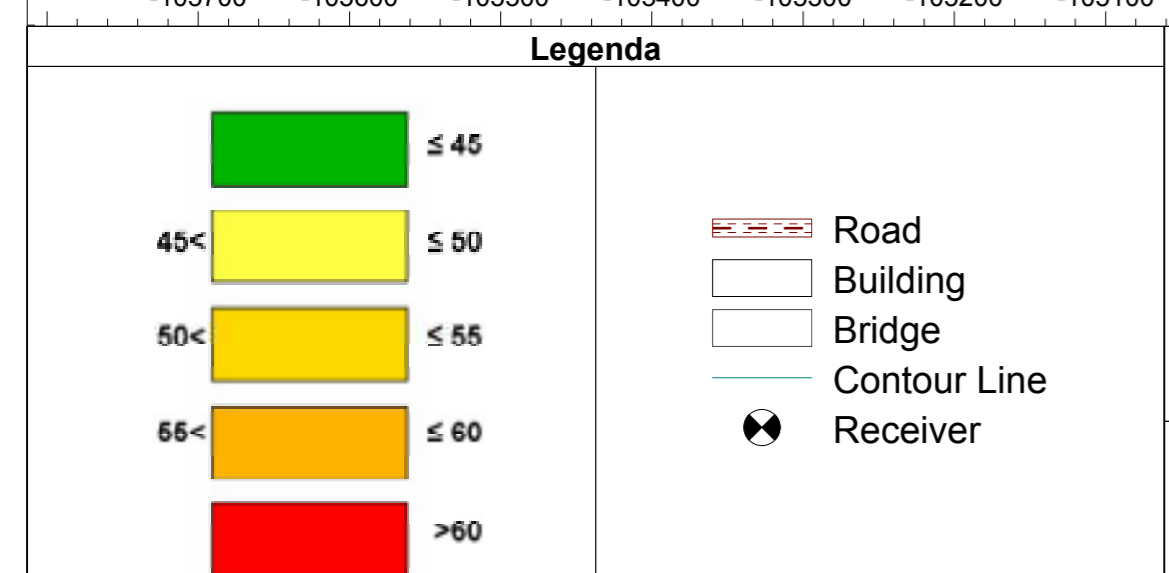 Legenda
≤ 45
45< ≤ 50
50< ≤ 55
55< ≤ 60
>60
Road
Building
Bridge
Contour Line
Receiver